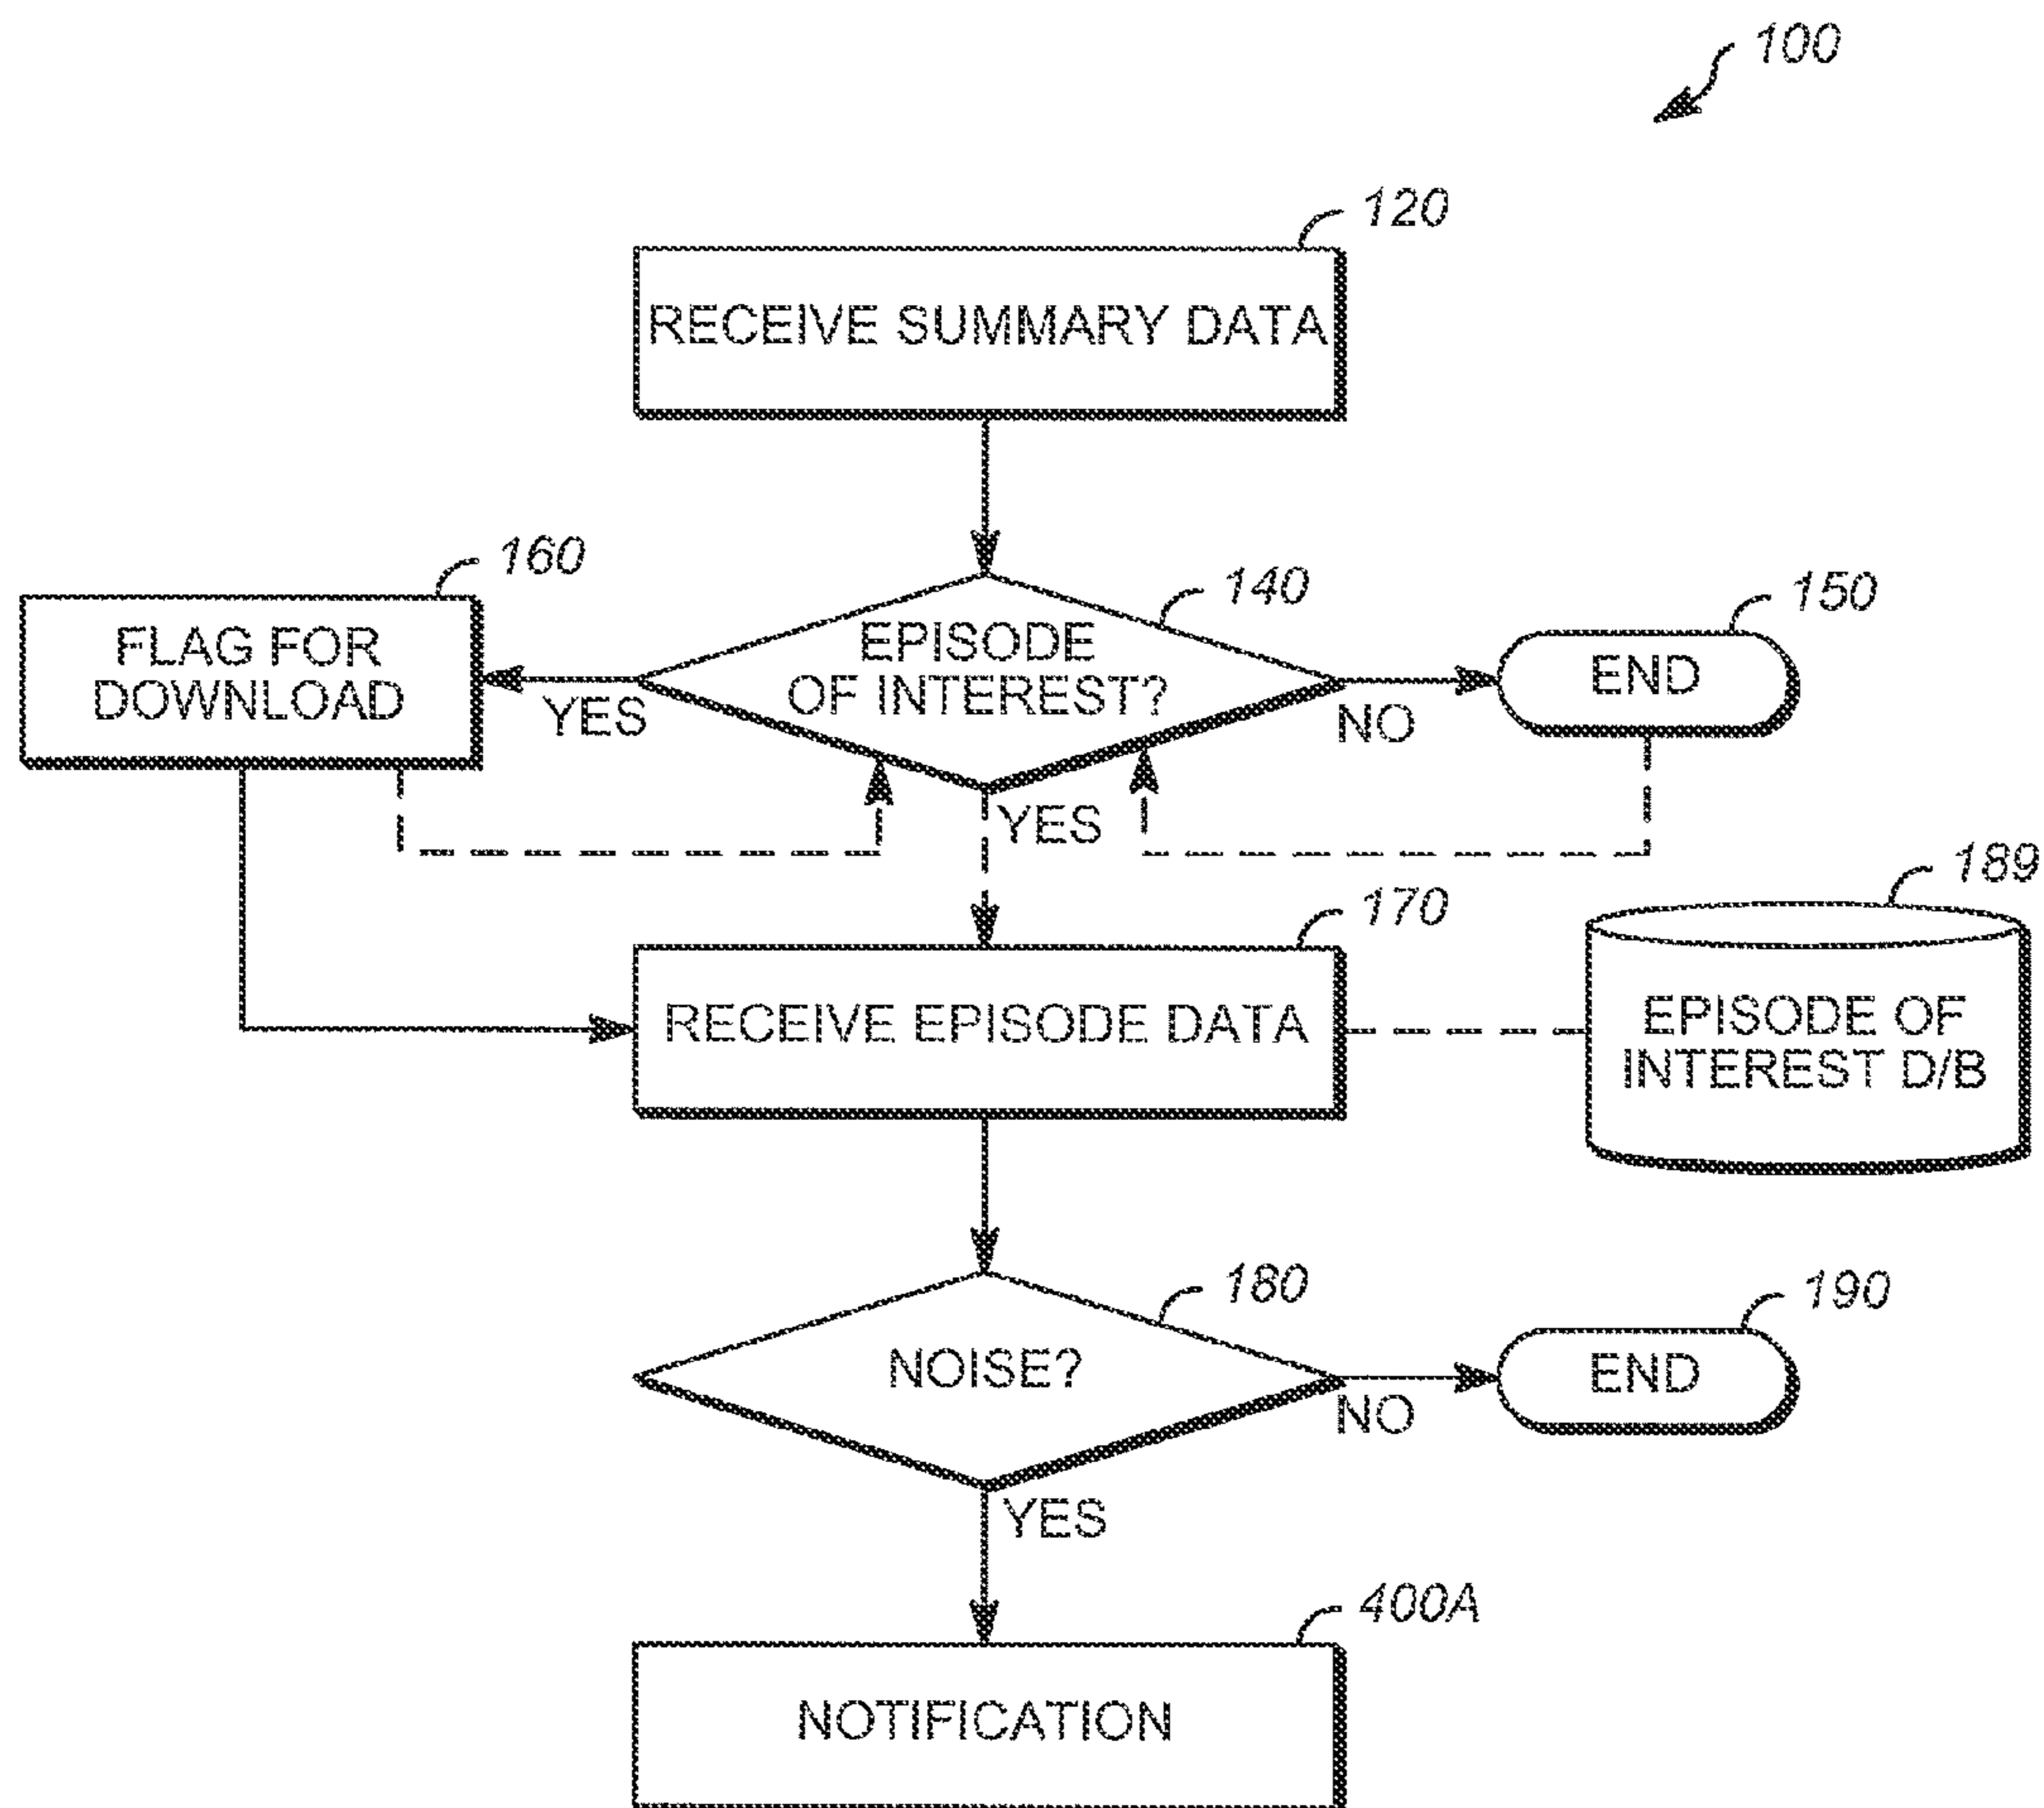 100
120
RECEIVE SUMMARY DATA
160
140
150
FLAG FOR
DOWNLOAD
EPISODE
OF INTEREST?
END
YES
NO
YES
170
189
RECEIVE EPISODE DATA
EPISODE OF
INTEREST D/B
180
190
NOISE?
END
NO
YES
400A
NOTIFICATION